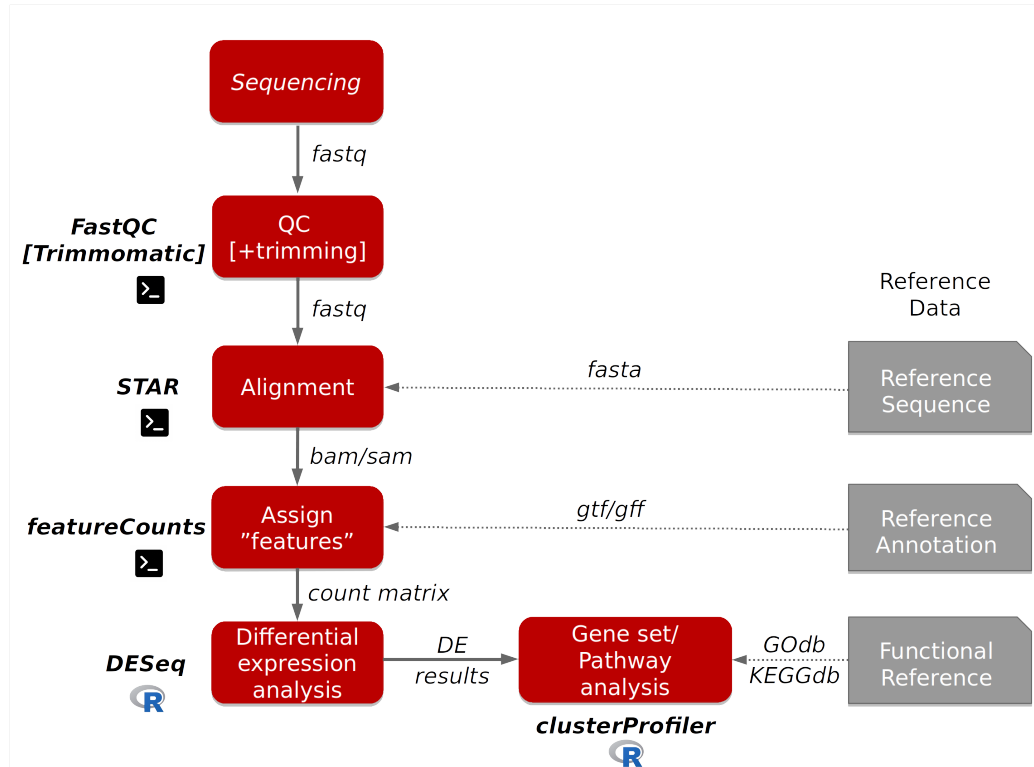 Sequencing
fastq
FastQC
[Trimmomatic]
QC
[+trimming]
fastq
Reference
Data
STAR
Alignment
fasta
Reference
Sequence
bam/sam
featureCounts
Assign
”features”
gtf/gff
Reference
Annotation
count matrix
DESeq
R
Differential
expression
analysis
DE
results
Gene set/
Pathway
analysis
GOdb
KEGGdb
Functional
Reference
clusterProfiler
R